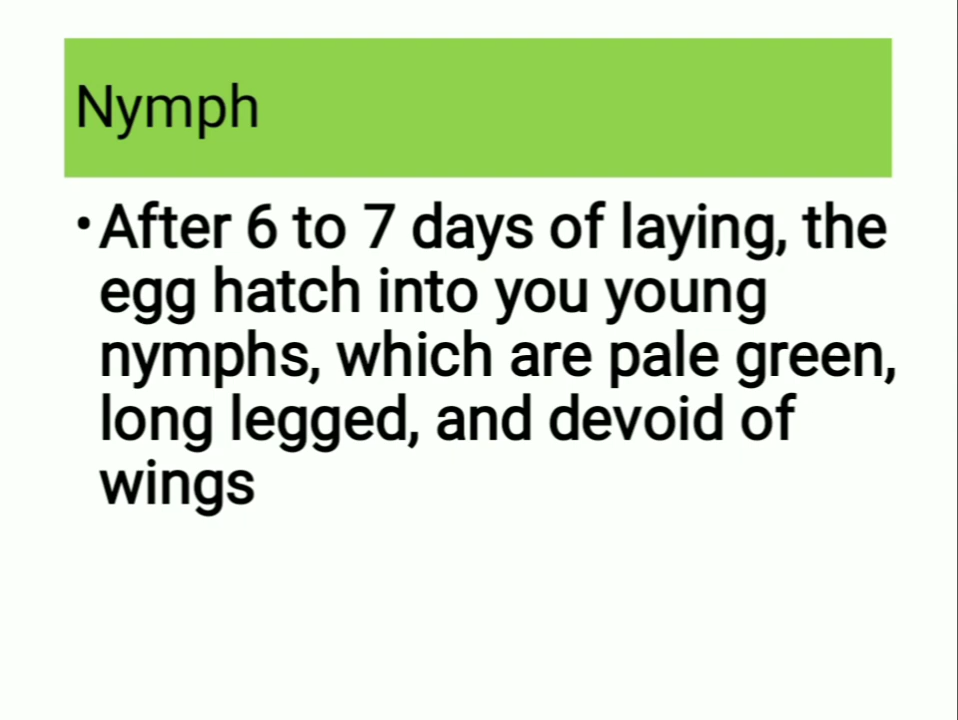 Nymph
•After 6 to 7 days of laying, the
egg hatch into you young
nymphs, which are pale green,
long legged, and devoid of
wings